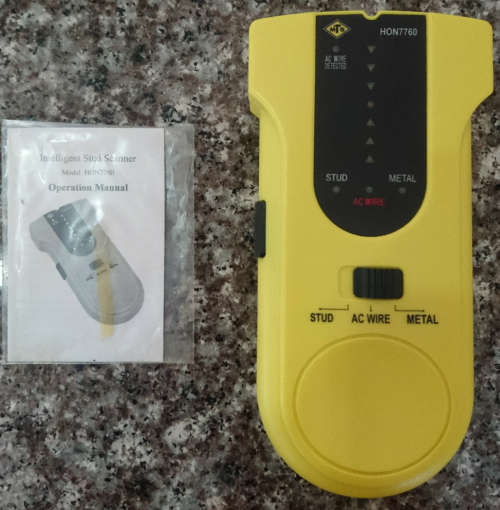 Intelligent Stud Scanner
Model: HON7760
Operation Manual
MTO
HON7760
AC WIRE
DETECTED
STUD
METAL
AC WIRE
STUD
AC WIRE
METAL